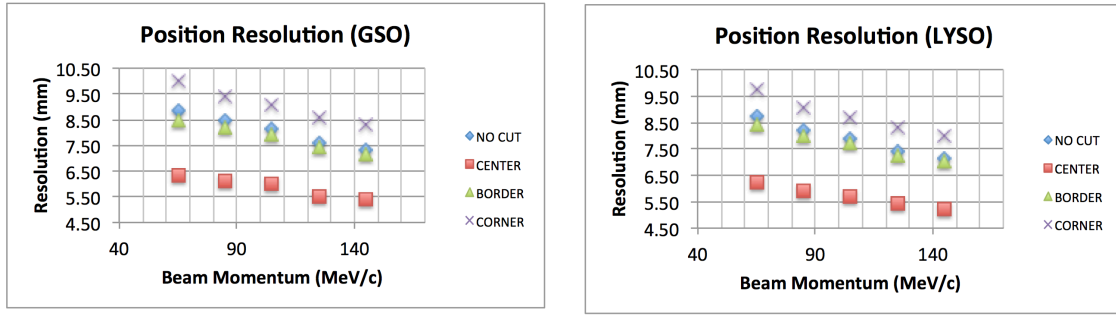 Position Resolution (GSO)
Resolution (mm)
10.50
9.50
8.50
7.50
6.50
5.50
4.50
40 90 140
Beam Momentum (MeV/c)
NO CUT
CENTER
BORDER
CORNER
Position Resolution (LYSO)
Resolution (mm)
10.50
9.50
8.50
7.50
6.50
5.50
4.50
40 90 140
Beam Momentum (MeV/c)
NO CUT
CENTER
BORDER
CORNER